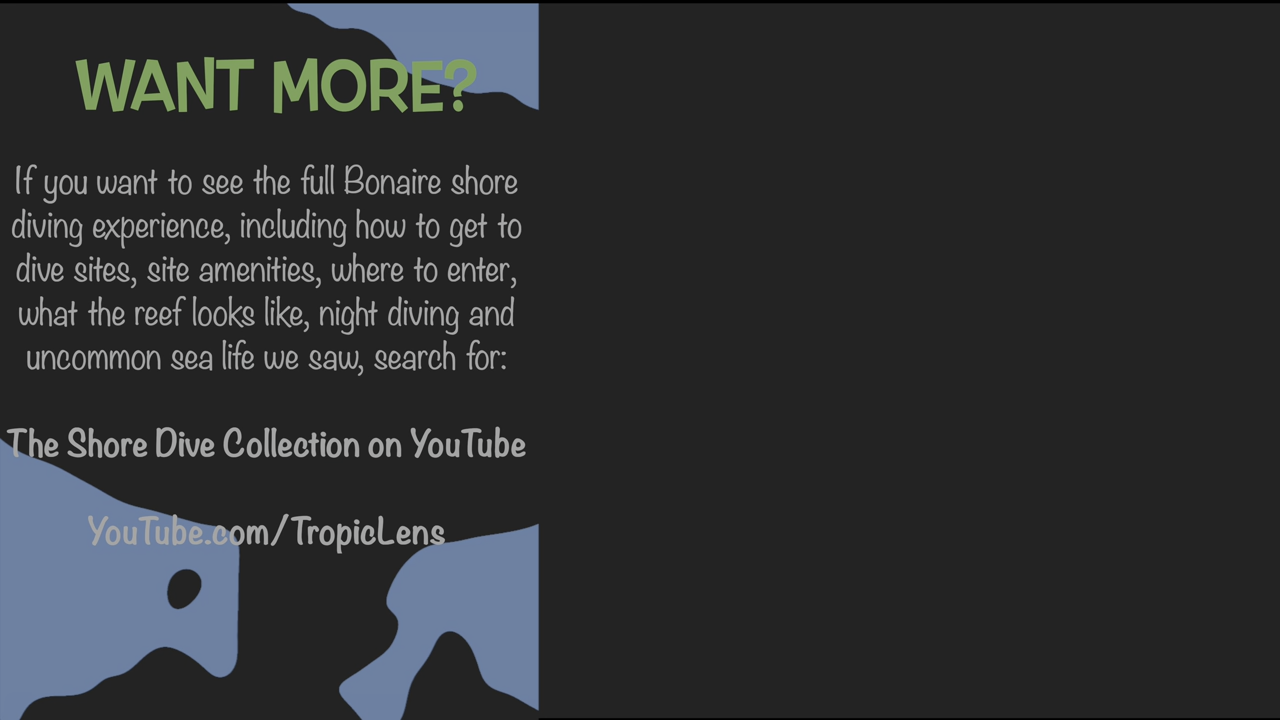 WANT MORE?
If you want to see the full Bonaire shore
diving experience, including how to get to
dive sites, site amenities, where to enter,
what the reef looks like, night diving and
uncommon sea life we saw, search for:
The Shore Dive Collection on YouTube
YouTube.com/TropicLens